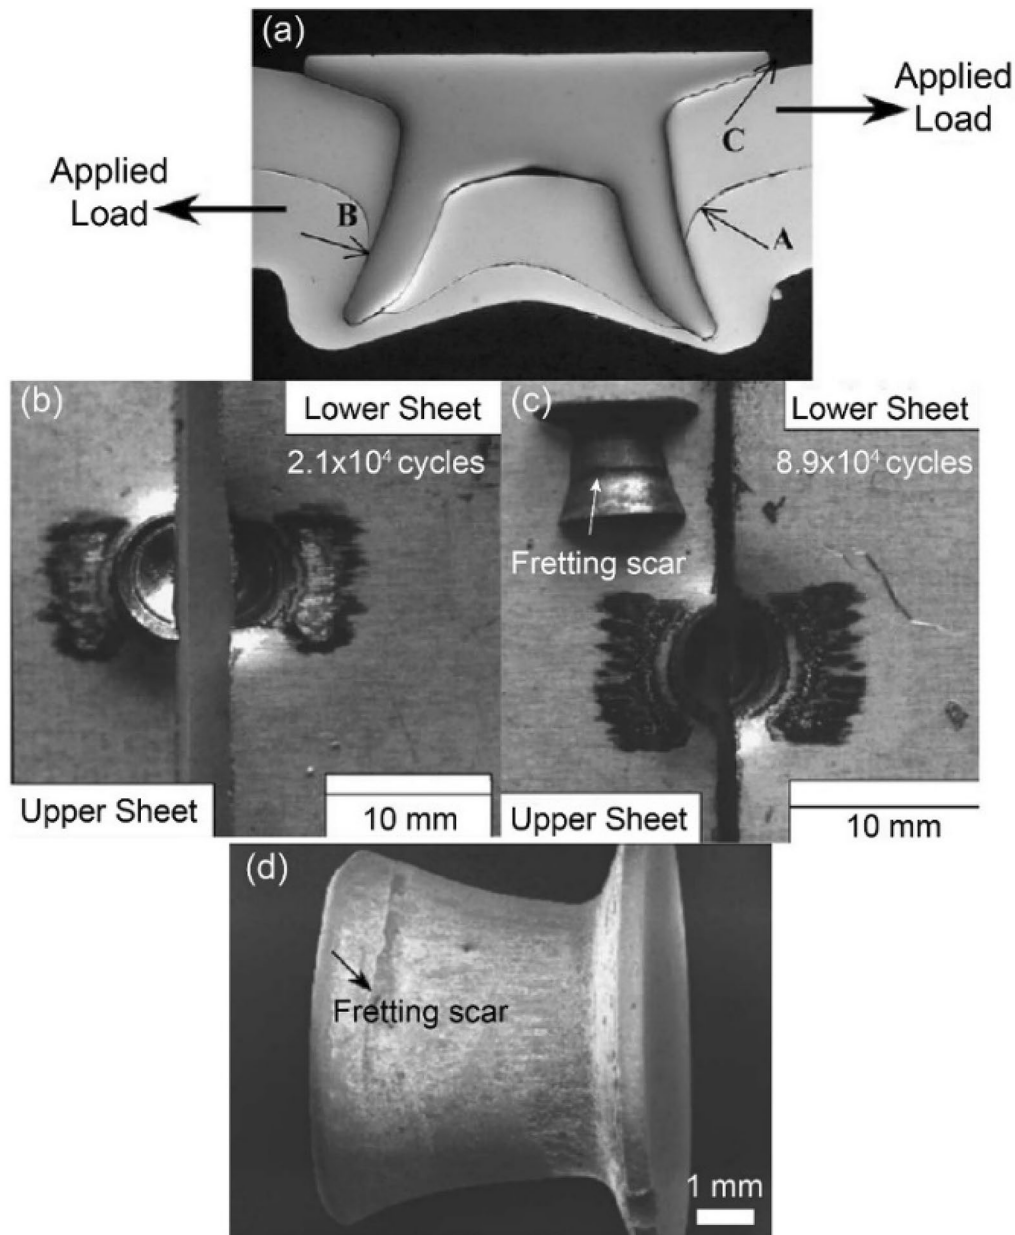 (a)
Applied
Load
C
Applied
Load
B
A
(b)
Lower Sheet
2.1x10⁴ cycles
Upper Sheet
10 mm
(c)
Lower Sheet
8.9x10⁴ cycles
Fretting scar
Upper Sheet
10 mm
(d)
Fretting scar
1 mm